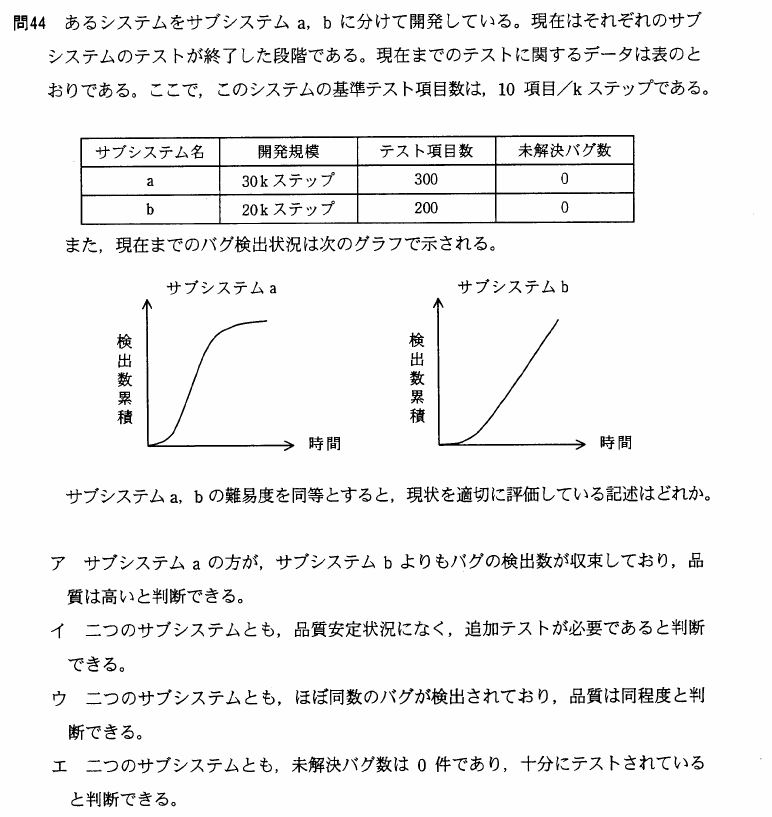 問44 あるシステムをサブシステム a，b に分けて開発している。現在はそれぞれのサブ
システムのテストが終了した段階である。現在までのテストに関するデータは表のと
おりである。ここで，このシステムの基準テスト項目数は，10 項目／k ステップである。
サブシステム名 開発規模 テスト項目数 未解決バグ数
a 30k ステップ 300 0
b 20k ステップ 200 0
また，現在までのバグ検出状況は次のグラフで示される。
サブシステム a サブシステム b
検出数累積 検出数累積
時間 時間
サブシステム a，b の難易度を同等とすると，現状を適切に評価している記述はどれか。
ア サブシステム a の方が，サブシステム b よりもバグの検出数が収束しており，品
質は高いと判断できる。
イ 二つのサブシステムとも，品質安定状況になく，追加テストが必要であると判断
できる。
ウ 二つのサブシステムとも，ほぼ同数のバグが検出されており，品質は同程度と判
断できる。
エ 二つのサブシステムとも，未解決バグ数は 0 件であり，十分にテストされている
と判断できる。